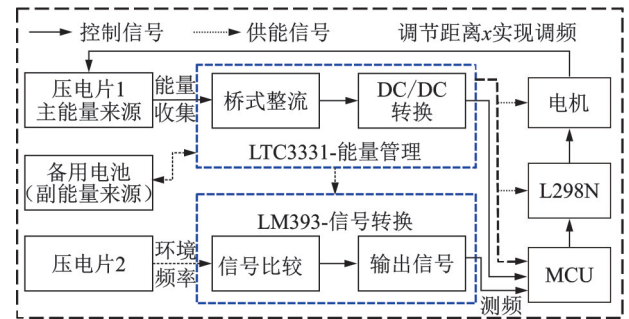 控制信号
供能信号
调节距离x实现调频
压电片1
主能量来源
能量
收集
桥式整流
DC/DC
转换
电机
LTC3331-能量管理
备用电池
(副能量来源)
L298N
LM393-信号转换
压电片2
环境
频率
信号比较
输出信号
测频
MCU